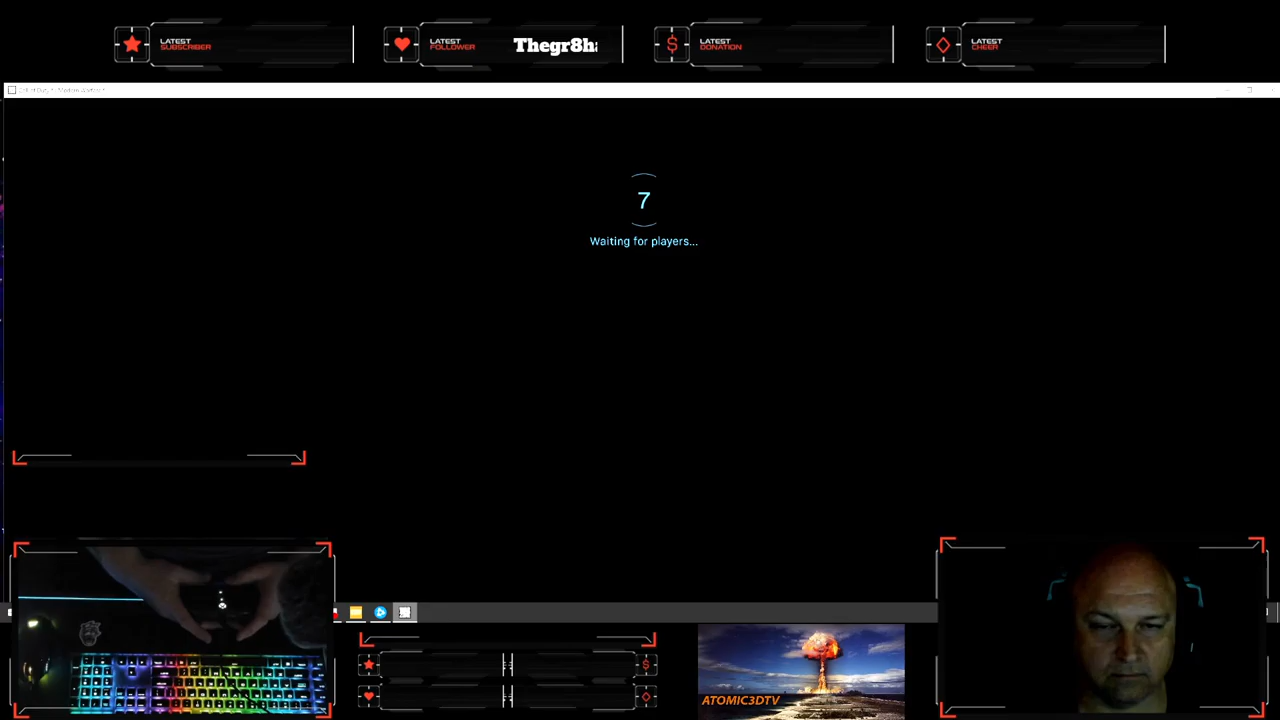 LATEST
SUBSCRIBER
LATEST
FOLLOWER
Thegr8h
LATEST
DONATION
LATEST
CHEER
7
Waiting for players...
ATOMIC3DTV